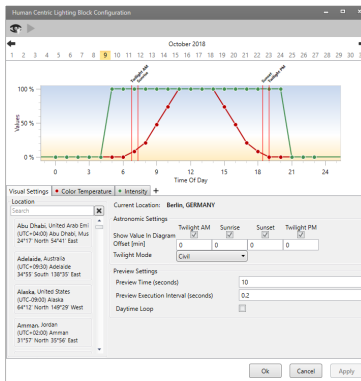 Human Centric Lighting Block Configuration
October 2018
1 2 3 4 5 6 7 8 9 10 11 12 13 14 15 16 17 18 19 20 21 22 23 24 25 26 27 28 29 30
Twilight AM
Sunrise
Sunset
Twilight PM
100 %
50 %
0 %
Values
0 3 6 9 12 15 18 21 24
Time Of Day
Visual Settings Color Temperature Intensity +
Location
Search
Abu Dhabi, United Arab Emi
(UTC+04:00) Abu Dhabi, Mus
24°17' North 54°41' East
Adelaide, Australia
(UTC+09:30) Adelaide
34°55' South 138°35' East
Alaska, United States
(UTC-09:00) Alaska
64°12' North 149°29' West
Amman, Jordan
(UTC+02:00) Amman
31°57' North 35°56' East
Current Location: Berlin, GERMANY
Astronomic Settings
Twilight AM Sunrise Sunset Twilight PM
Show Value In Diagram
Offset [min] 0 0 0 0
Twilight Mode Civil
Preview Settings
Preview Time (seconds) 10
Preview Execution Interval (seconds) 0.2
Daytime Loop
Ok Cancel Apply